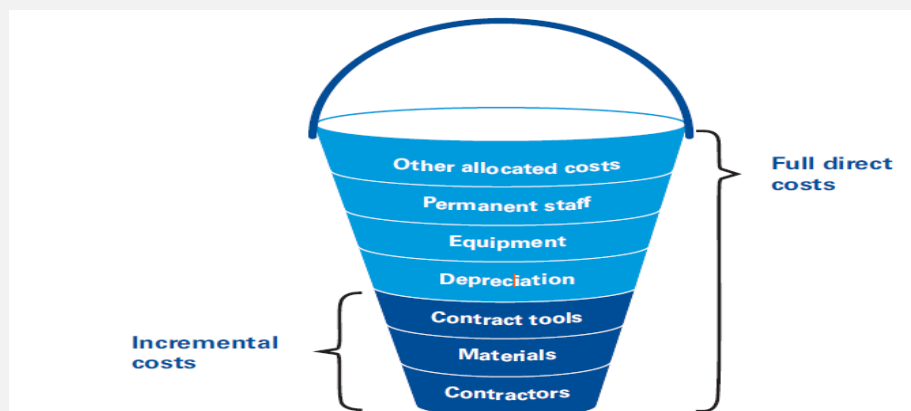 Other allocated costs
Permanent staff
Equipment
Depreciation
Contract tools
Materials
Contractors
Full direct
costs
Incremental
costs